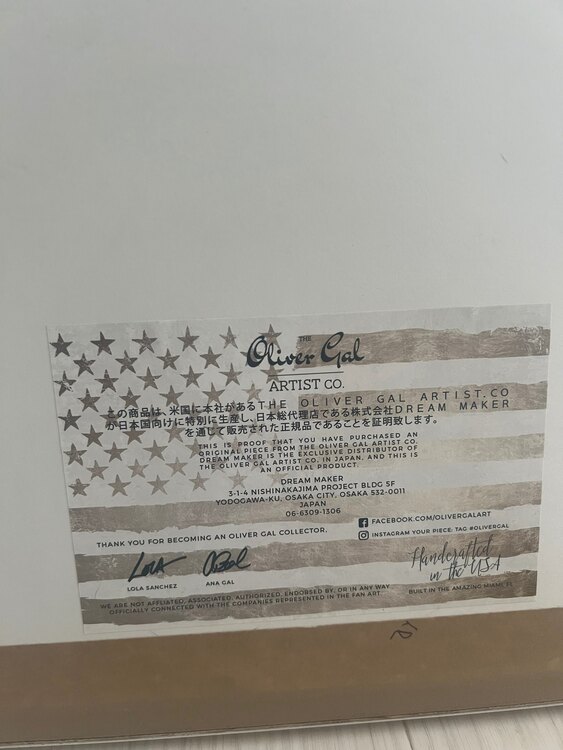 THE
Oliver Gal
ARTIST CO.
この商品は、米国に本社があるTHE OLIVER GAL ARTIST.CO
が日本国向けに特別に生産し、日本総代理店である株式会社DREAM MAKER
を通じて販売された正規品であることを証明致します。
THIS IS PROOF THAT YOU HAVE PURCHASED AN
ORIGINAL PIECE FROM THE OLIVER GAL ARTIST CO.
DREAM MAKER IS THE EXCLUSIVE DISTRIBUTOR OF
THE OLIVER GAL ARTIST CO. IN JAPAN, AND THIS IS
AN OFFICIAL PRODUCT.
DREAM MAKER
3-1-4 NISHINAKAJIMA PROJECT BLDG 5F
YODOGAWA-KU, OSAKA CITY, OSAKA 532-0011
JAPAN
06-6309-1306
FACEBOOK.COM/OLIVERGALART
INSTAGRAM YOUR PIECE: TAG #OLIVERGAL
THANK YOU FOR BECOMING AN OLIVER GAL COLLECTOR.
LOLA
LOLA SANCHEZ
ANA GAL
Handcrafted
in the USA
BUILT IN THE AMAZING MIAMI, FL
WE ARE NOT AFFLIATED, ASSOCIATED, AUTHORIZED, ENDORSED BY, OR IN ANY WAY
OFFICIALLY CONNECTED WITH THE COMPANIES REPRESENTED IN THE FAN ART.